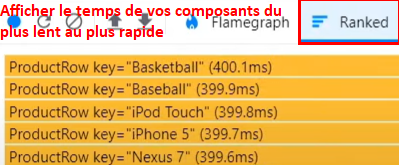 Afficher le temps de vos composants du
plus lent au plus rapide
Flamegraph
Ranked
ProductRow key="Basketball" (400.1ms)
ProductRow key="Baseball" (399.9ms)
ProductRow key="iPod Touch" (399.8ms)
ProductRow key="iPhone 5" (399.7ms)
ProductRow key="Nexus 7" (399.6ms)